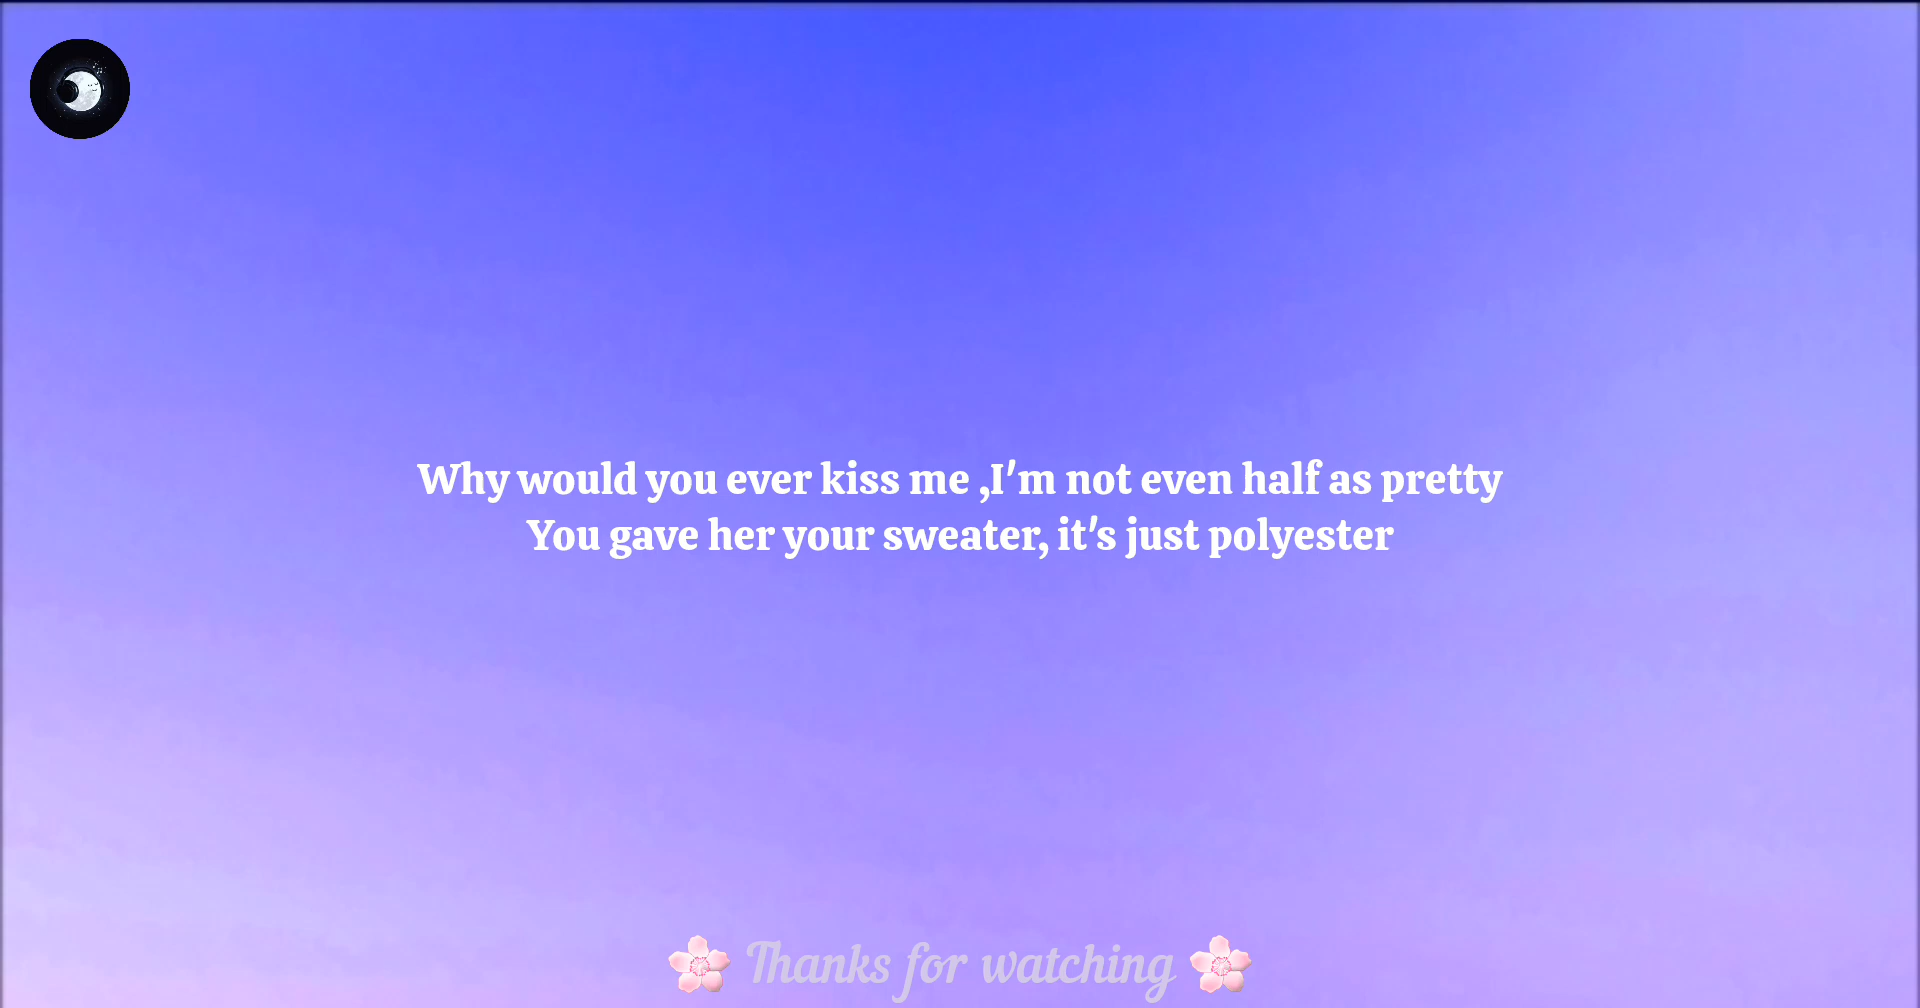 Why would you ever kiss me ,I'm not even half as pretty
You gave her your sweater, it's just polyester
🌸 Thanks for watching 🌸